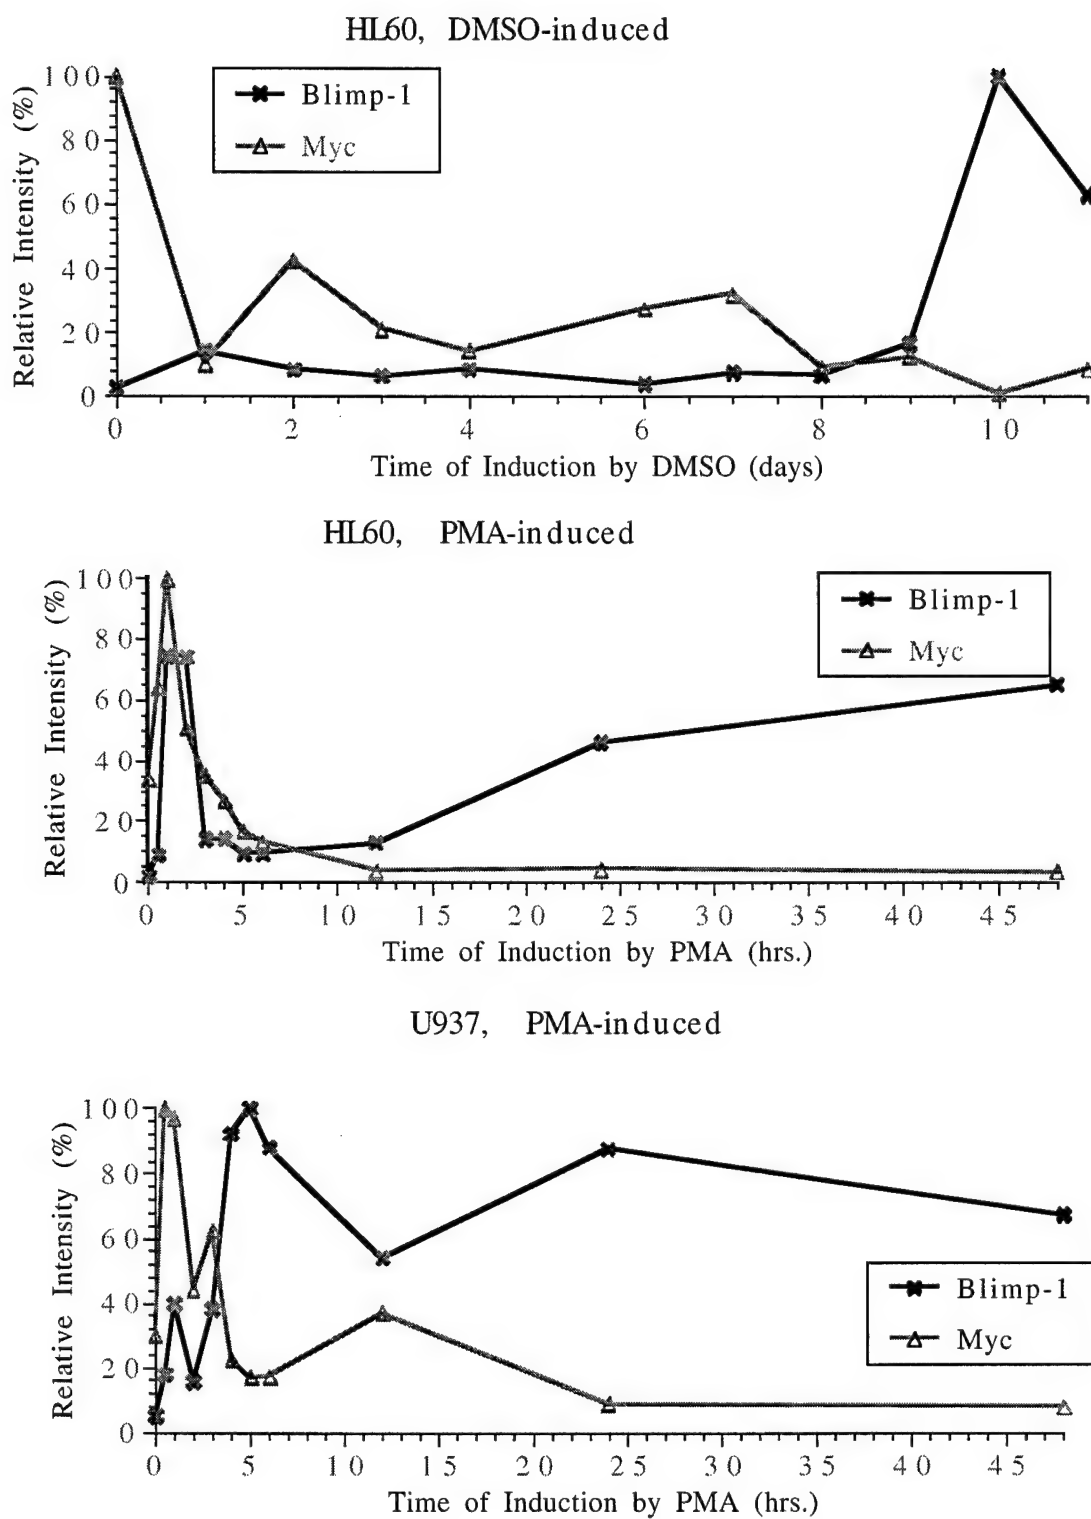 HL60, DMSO-induced
Relative Intensity (%)
100
80
60
40
20
0
Blimp-1
Myc
0 2 4 6 8 10
Time of Induction by DMSO (days)
HL60, PMA-induced
Relative Intensity (%)
100
80
60
40
20
0
Blimp-1
Myc
0 5 10 15 20 25 30 35 40 45
Time of Induction by PMA (hrs.)
U937, PMA-induced
Relative Intensity (%)
100
80
60
40
20
0
Blimp-1
Myc
0 5 10 15 20 25 30 35 40 45
Time of Induction by PMA (hrs.)